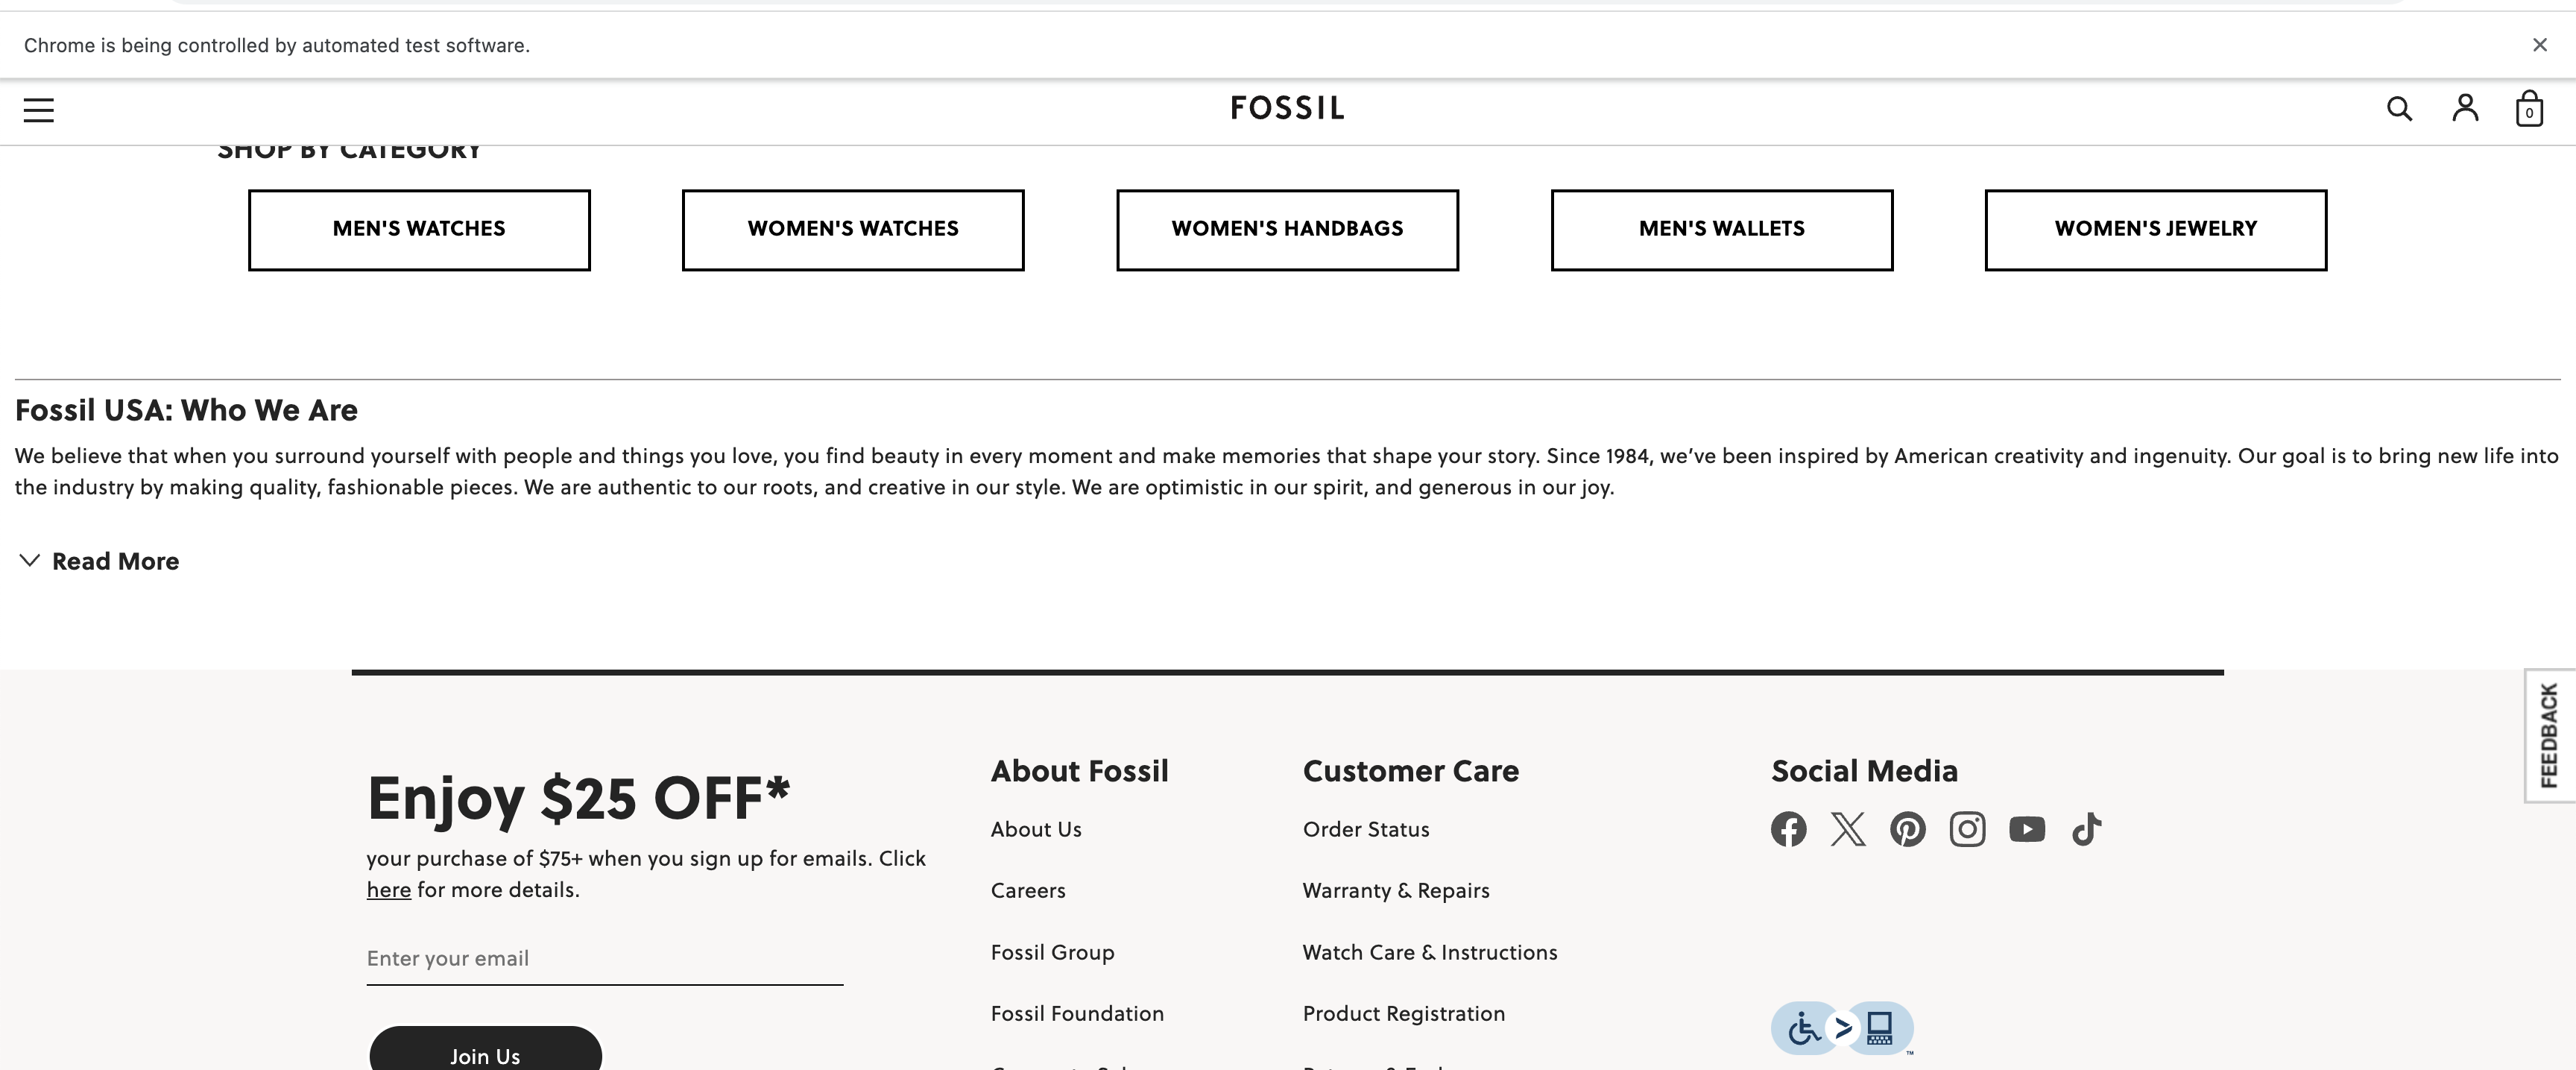 Chrome is being controlled by automated test software.
FOSSIL
0
SHOP BY CATEGORY
MEN'S WATCHES
WOMEN'S WATCHES
WOMEN'S HANDBAGS
MEN'S WALLETS
WOMEN'S JEWELRY
Fossil USA: Who We Are
We believe that when you surround yourself with people and things you love, you find beauty in every moment and make memories that shape your story. Since 1984, we’ve been inspired by American creativity and ingenuity. Our goal is to bring new life into
the industry by making quality, fashionable pieces. We are authentic to our roots, and creative in our style. We are optimistic in our spirit, and generous in our joy.
Read More
FEEDBACK
Enjoy $25 OFF*
your purchase of $75+ when you sign up for emails. Click
here for more details.
Enter your email
Join Us
About Fossil
About Us
Careers
Fossil Group
Fossil Foundation
Customer Care
Order Status
Warranty & Repairs
Watch Care & Instructions
Product Registration
Social Media
TM